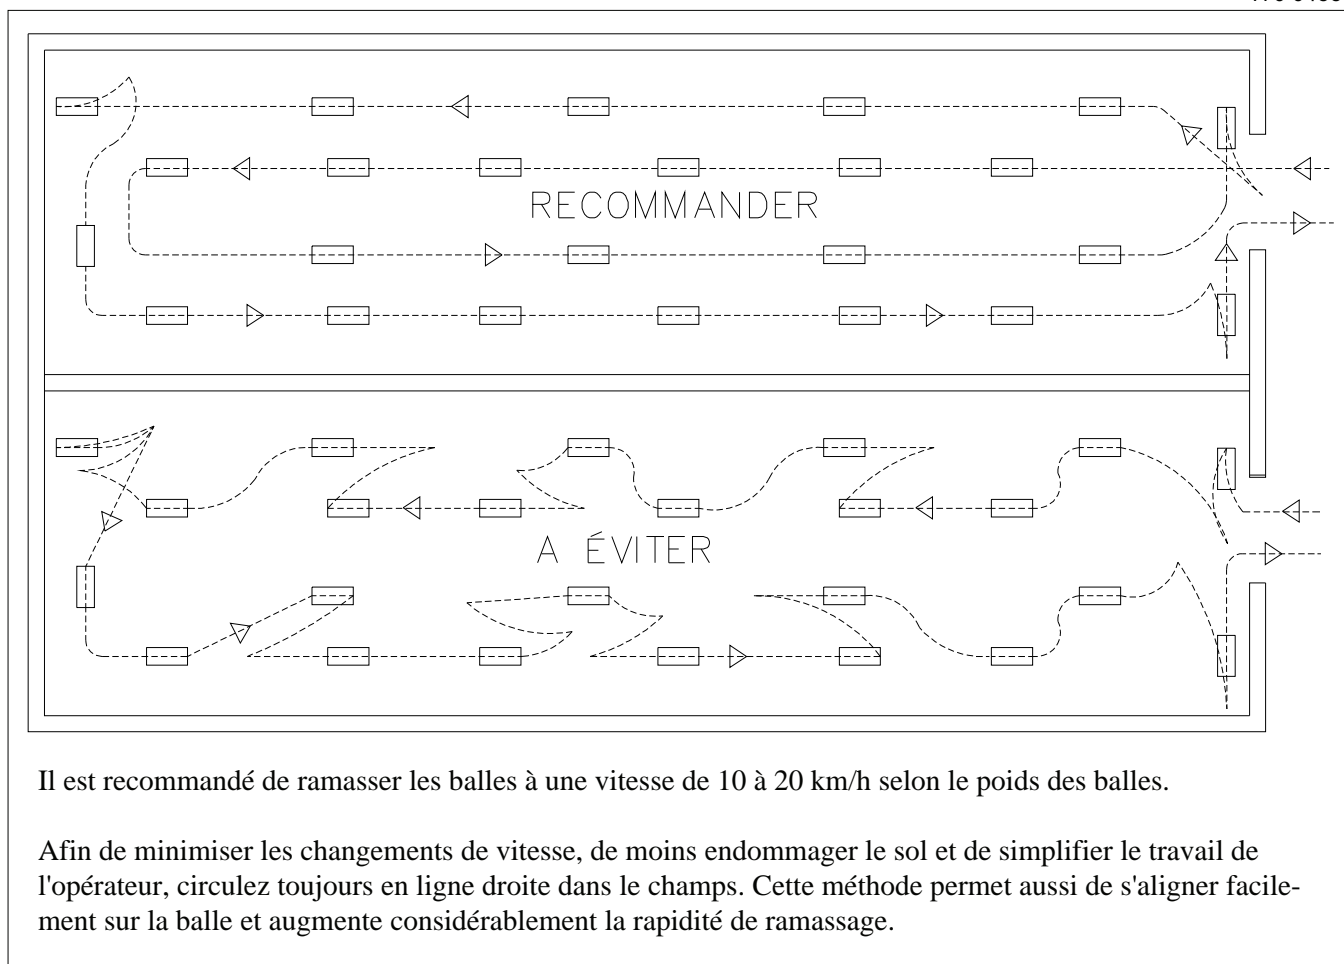 RECOMMANDER
A ÉVITER
Il est recommandé de ramasser les balles à une vitesse de 10 à 20 km/h selon le poids des balles.
Afin de minimiser les changements de vitesse, de moins endommager le sol et de simplifier le travail de
l'opérateur, circulez toujours en ligne droite dans le champs. Cette méthode permet aussi de s'aligner facile-
ment sur la balle et augmente considérablement la rapidité de ramassage.